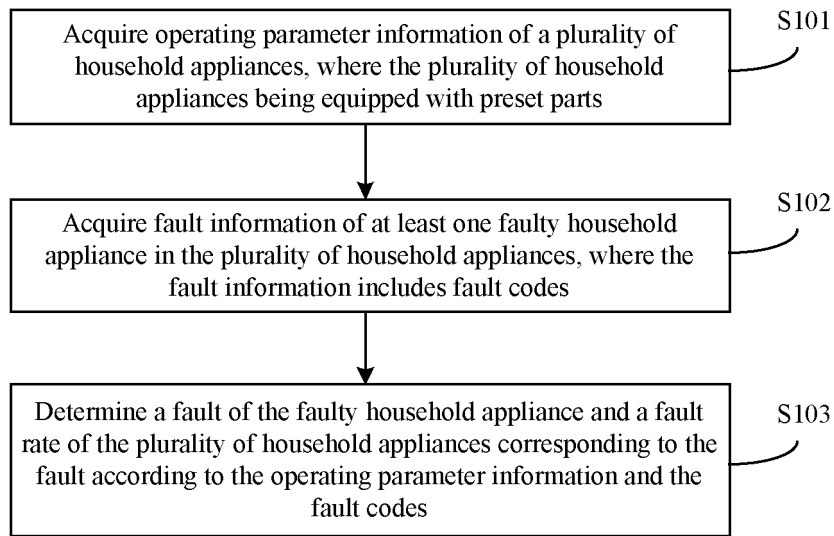 Acquire operating parameter information of a plurality of
household appliances, where the plurality of household
appliances being equipped with preset parts
S101
Acquire fault information of at least one faulty household
appliance in the plurality of household appliances, where the
fault information includes fault codes
S102
Determine a fault of the faulty household appliance and a fault
rate of the plurality of household appliances corresponding to the
fault according to the operating parameter information and the
fault codes
S103